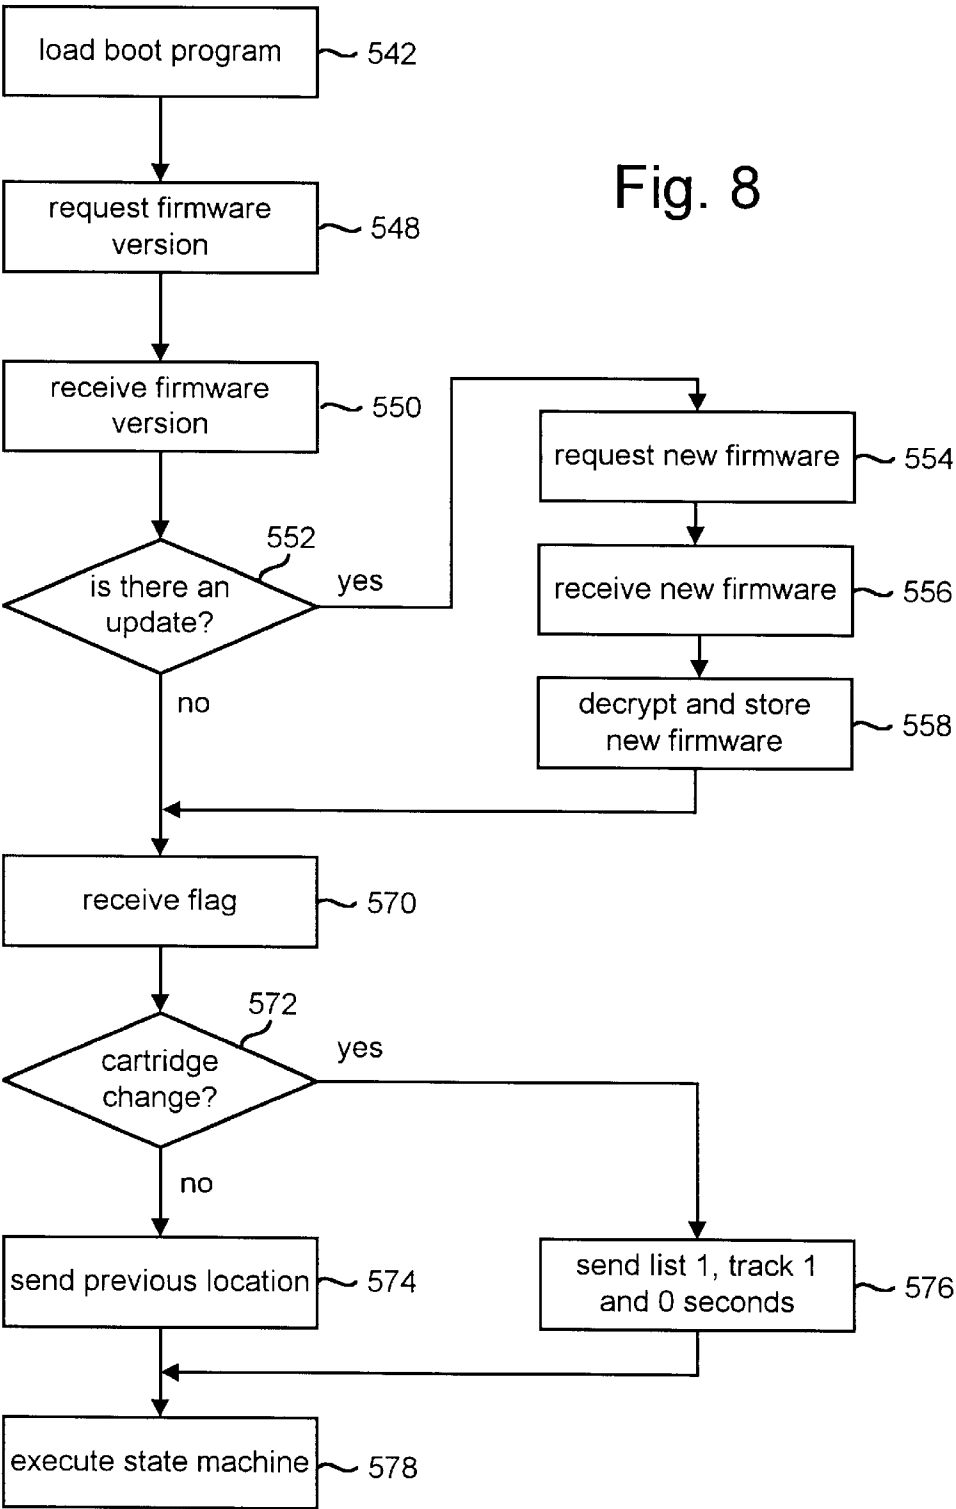 load boot program
542
Fig. 8
request firmware
version
548
receive firmware
version
550
request new firmware
554
552
is there an
update?
yes
receive new firmware
556
no
decrypt and store
new firmware
558
receive flag
570
572
cartridge
change?
yes
no
send previous location
574
send list 1, track 1
and 0 seconds
576
execute state machine
578